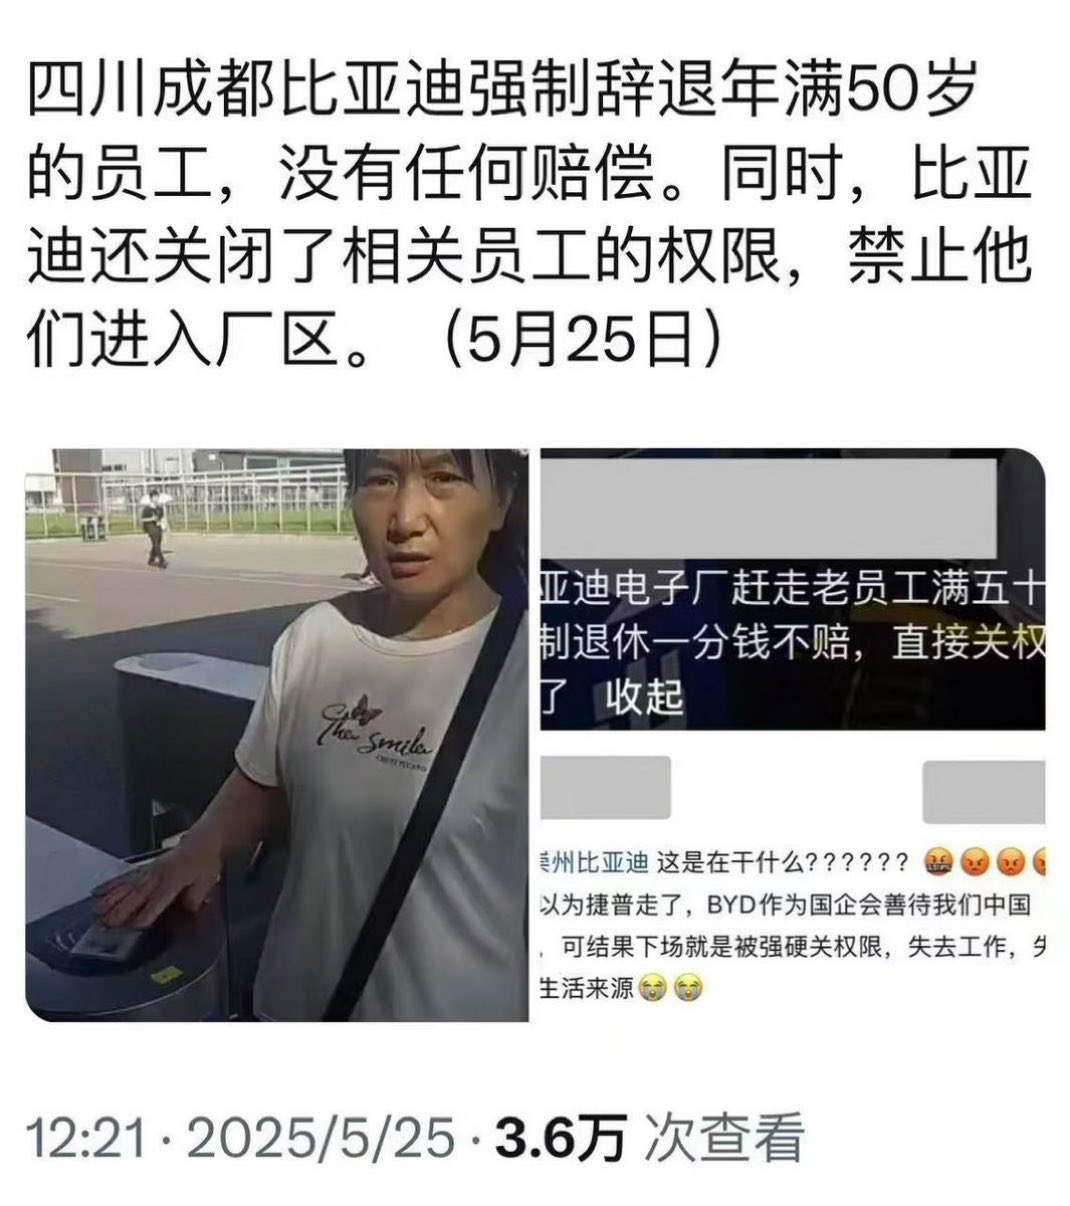 四川成都比亚迪强制辞退年满50岁
的员工，没有任何赔偿。同时，比亚
迪还关闭了相关员工的权限，禁止他
们进入厂区。（5月25日）
The smile
亚迪电子厂赶走老员工满五十
制退休一分钱不赔，直接关权
了 收起
崇州比亚迪 这是在干什么?????? 🤬😡😡😡
以为捷普走了，BYD作为国企会善待我们中国
，可结果下场就是被强硬关权限，失去工作，失
生活来源😭😭
12:21 · 2025/5/25 · 3.6万 次查看